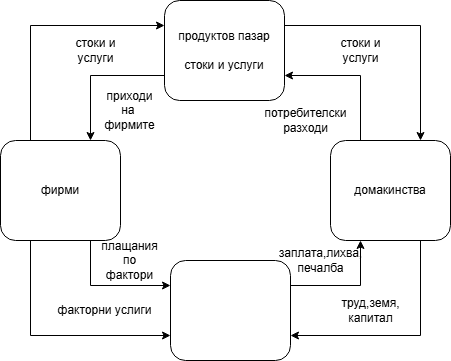 продуктов пазар
стоки и услуги
стоки и
услуги
стоки и
услуги
приходи
на
фирмите
потребителски
разходи
фирми
домакинства
плащания
по
фактори
заплата,лихва,
печалба
факторни услиги
труд,земя,
капитал